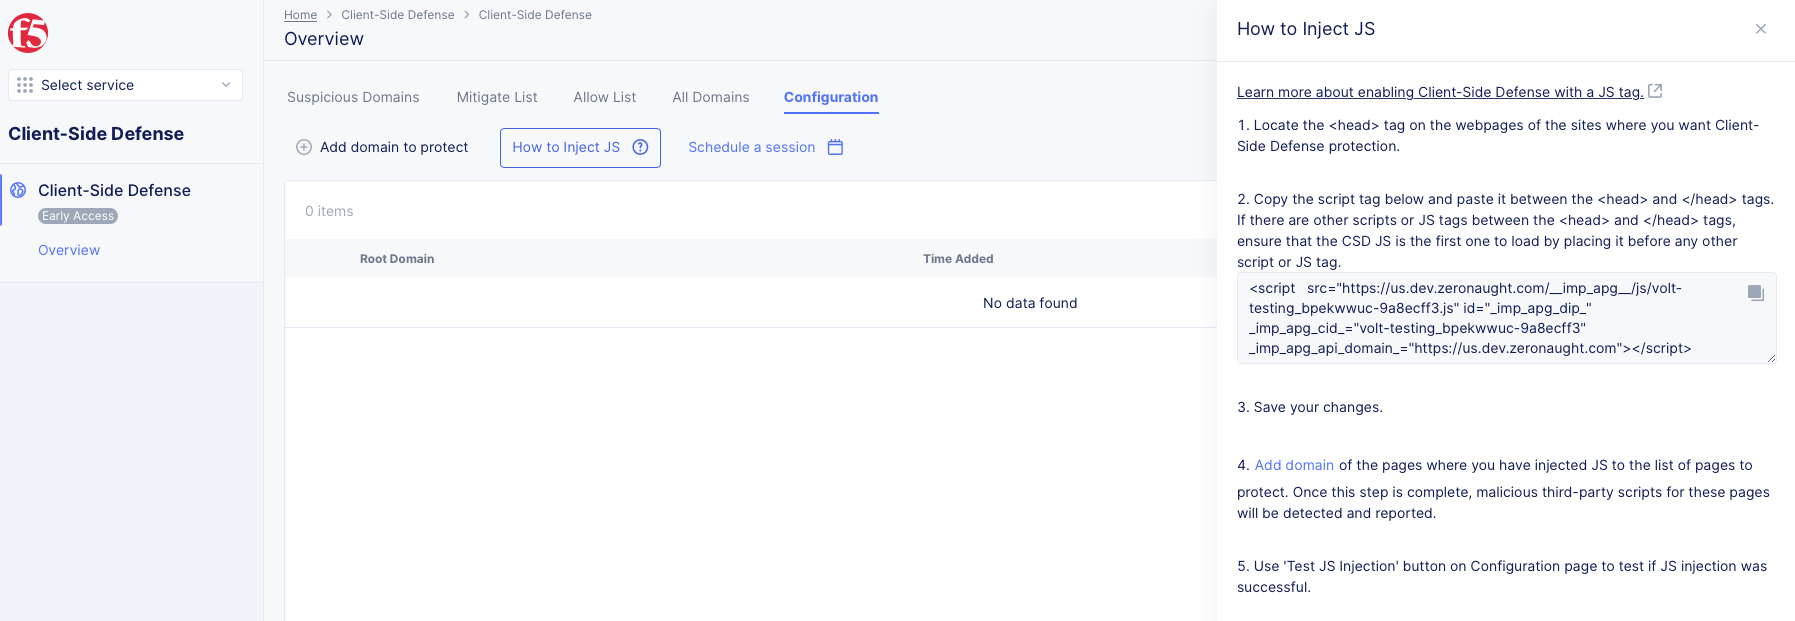 f5
Select service
Client-Side Defense
Client-Side Defense
Early Access
Overview
Home > Client-Side Defense > Client-Side Defense
Overview
Suspicious Domains Mitigate List Allow List All Domains Configuration
Add domain to protect How to Inject JS Schedule a session
0 items
Root Domain Time Added
No data found
How to Inject JS
Learn more about enabling Client-Side Defense with a JS tag.
1. Locate the <head> tag on the webpages of the sites where you want Client-
Side Defense protection.
2. Copy the script tag below and paste it between the <head> and </head> tags.
If there are other scripts or JS tags between the <head> and </head> tags,
ensure that the CSD JS is the first one to load by placing it before any other
script or JS tag.
<script   src="https://us.dev.zeronaught.com/__imp_apg__/js/volt-
testing_bpekwwuc-9a8ecff3.js" id="_imp_apg_dip_"
_imp_apg_cid_="volt-testing_bpekwwuc-9a8ecff3"
_imp_apg_api_domain_="https://us.dev.zeronaught.com"></script>
3. Save your changes.
4. Add domain of the pages where you have injected JS to the list of pages to
protect. Once this step is complete, malicious third-party scripts for these pages
will be detected and reported.
5. Use 'Test JS Injection' button on Configuration page to test if JS injection was
successful.